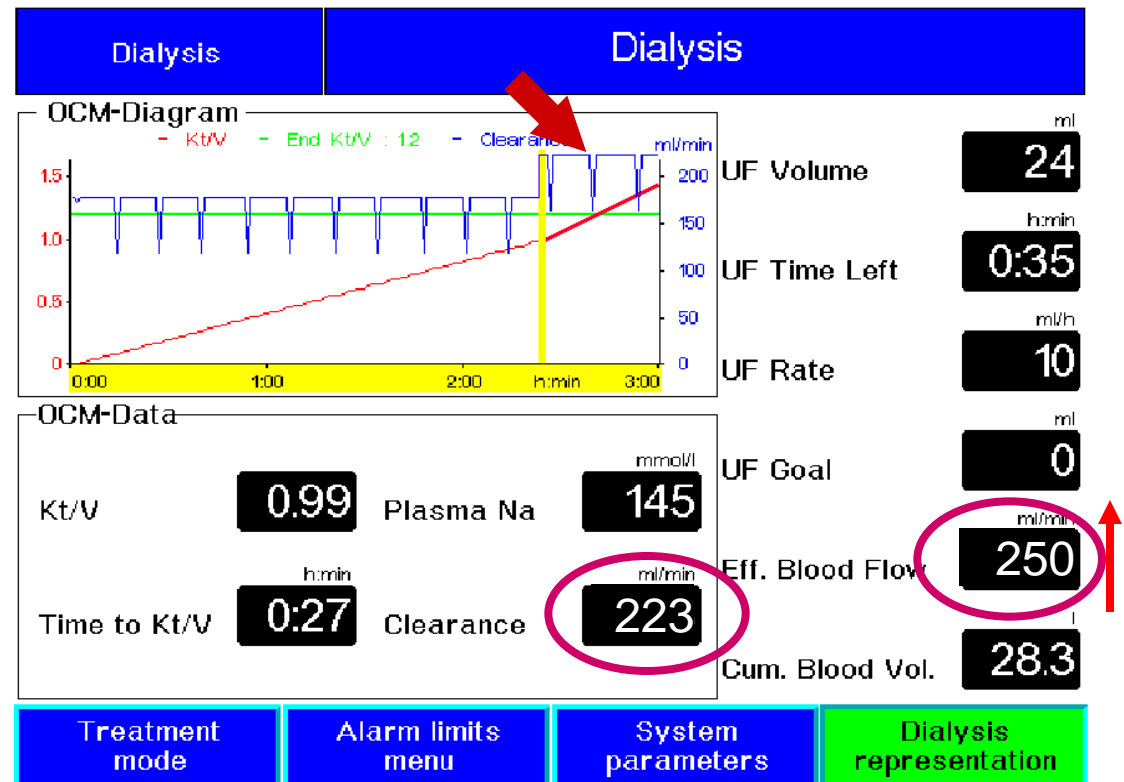 Dialysis
Dialysis
OCM-Diagram
- Kt/V - End Kt/V : 1.2 - Clearance
ml/min
1.5
1.0
0.5
0
200
150
100
50
0
0:00 1:00 2:00 h:min 3:00
OCM-Data
Kt/V 0.99
Plasma Na mmol/l 145
Time to Kt/V h:min 0:27
Clearance ml/min 223
UF Volume ml 24
UF Time Left h:min 0:35
UF Rate ml/h 10
UF Goal ml 0
Eff. Blood Flow ml/min 250
Cum. Blood Vol. l 28.3
Treatment
mode
Alarm limits
menu
System
parameters
Dialysis
representation